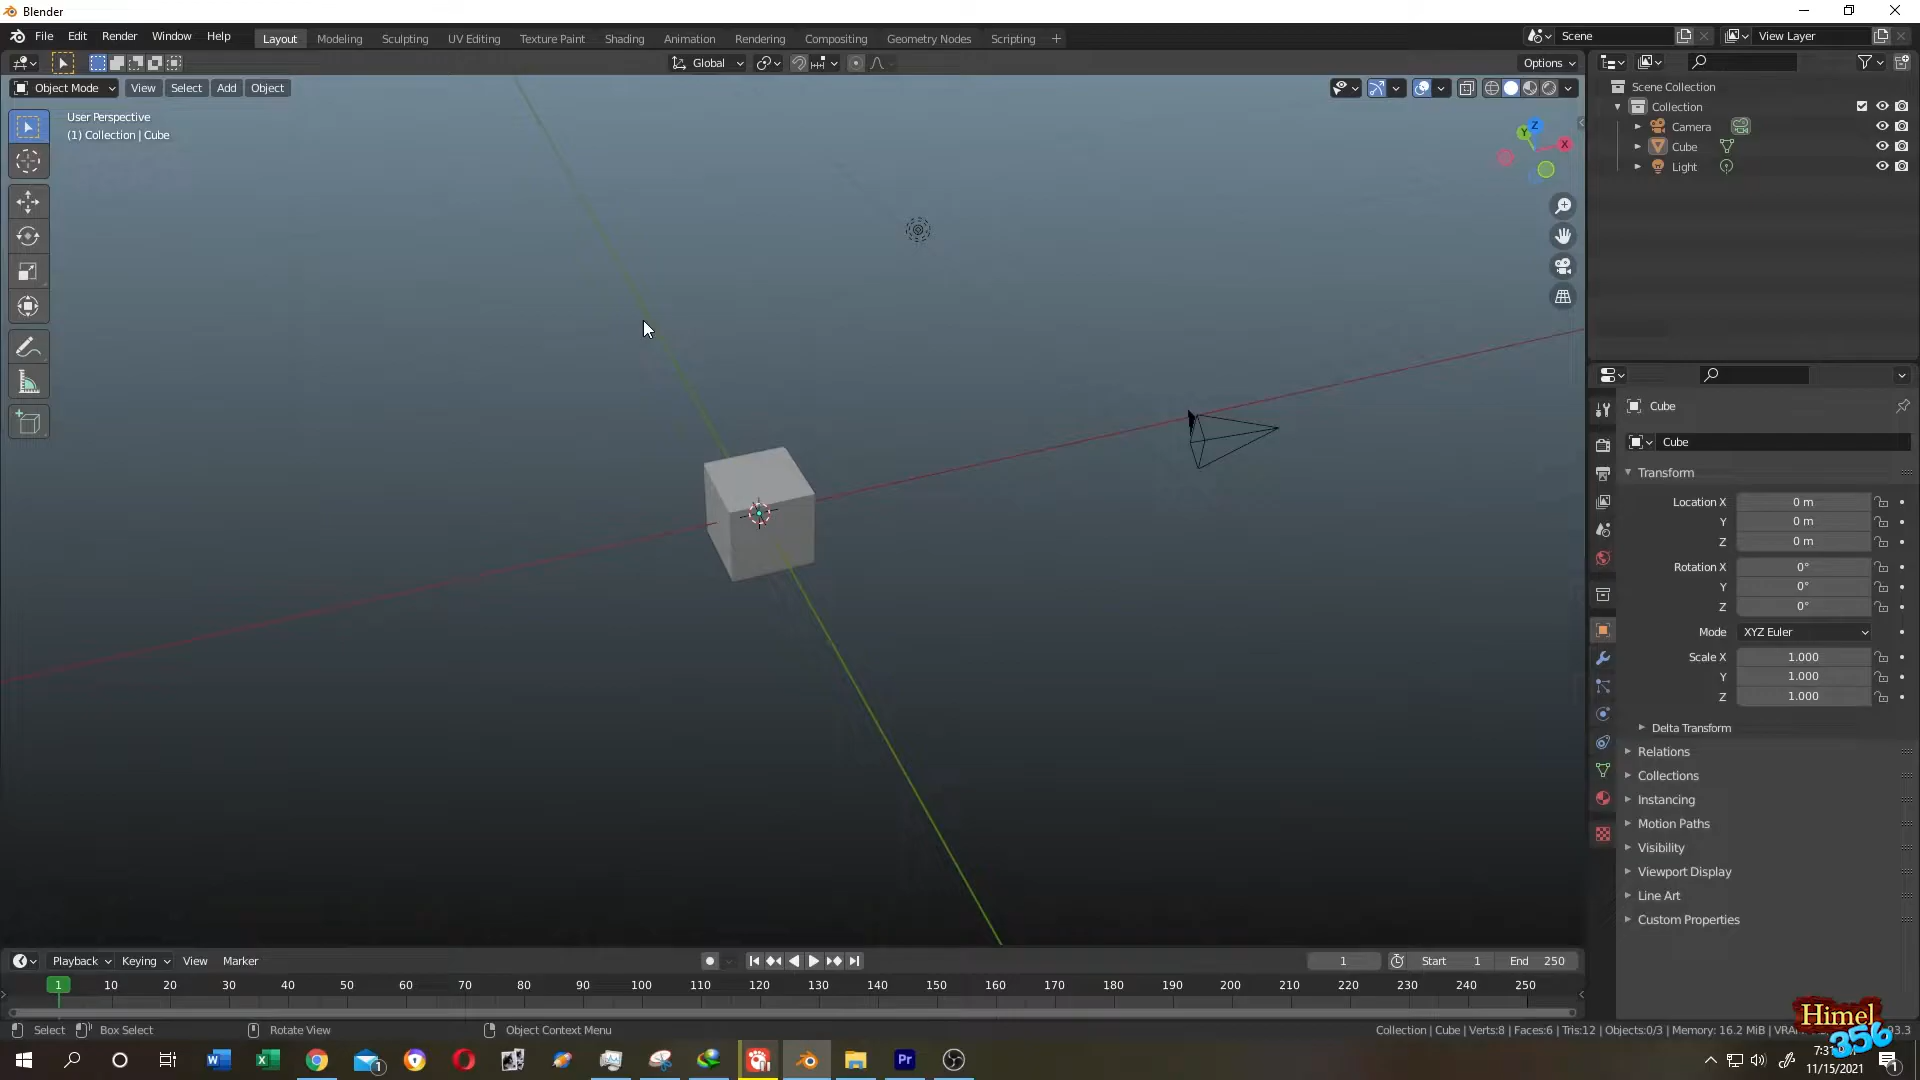 Blender
File Edit Render Window Help Layout Modeling Sculpting UV Editing Texture Paint Shading Animation Rendering Compositing Geometry Nodes Scripting + Scene View Layer
Global Options
Object Mode View Select Add Object
User Perspective
(1) Collection | Cube
Z
Y
X
Scene Collection
Collection
Camera
Cube
Light
Cube
Cube
Transform
Location X 0 m
Y 0 m
Z 0 m
Rotation X 0°
Y 0°
Z 0°
Mode XYZ Euler
Scale X 1.000
Y 1.000
Z 1.000
Delta Transform
Relations
Collections
Instancing
Motion Paths
Visibility
Viewport Display
Line Art
Custom Properties
Playback Keying View Marker 1 Start 1 End 250
1 10 20 30 40 50 60 70 80 90 100 110 120 130 140 150 160 170 180 190 200 210 220 230 240 250
Select Box Select Rotate View Object Context Menu Collection | Cube | Verts:8 | Faces:6 | Tris:12 | Objects:0/3 | Memory: 16.2 MiB
Himel
356
11/15/2021